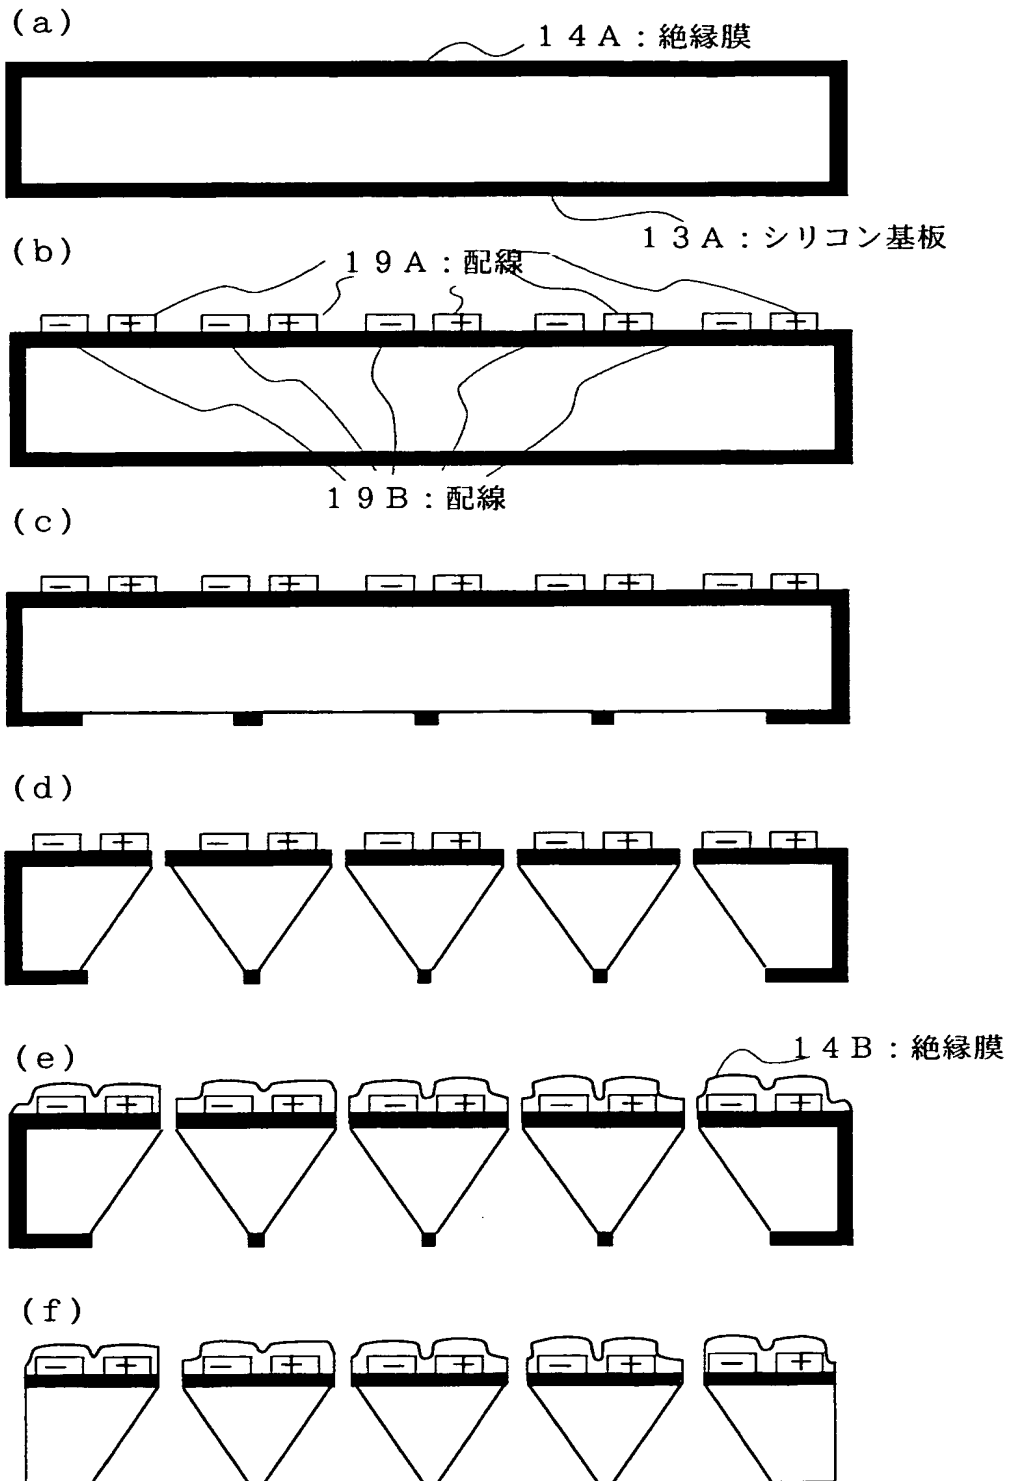 (a)
14A:絶縁膜
13A:シリコン基板
(b)
19A:配線
− + − + − + − + − +
19B:配線
(c)
− + − + − + − + − +
(d)
− + − + − + − + − +
(e)
14B:絶縁膜
− + − + − + − + − +
(f)
− + − + − + − + − +